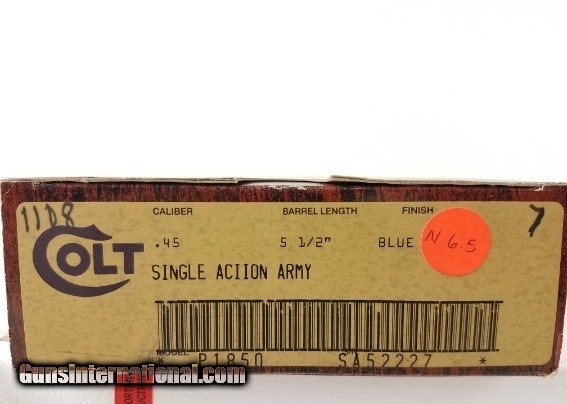 1108
CALIBER BARREL LENGTH FINISH
7
.45 5 1/2" BLUE
N.6.5
COLT
SINGLE ACIION ARMY
MODEL
* P1850 SA52227 *
GunsInternational.com